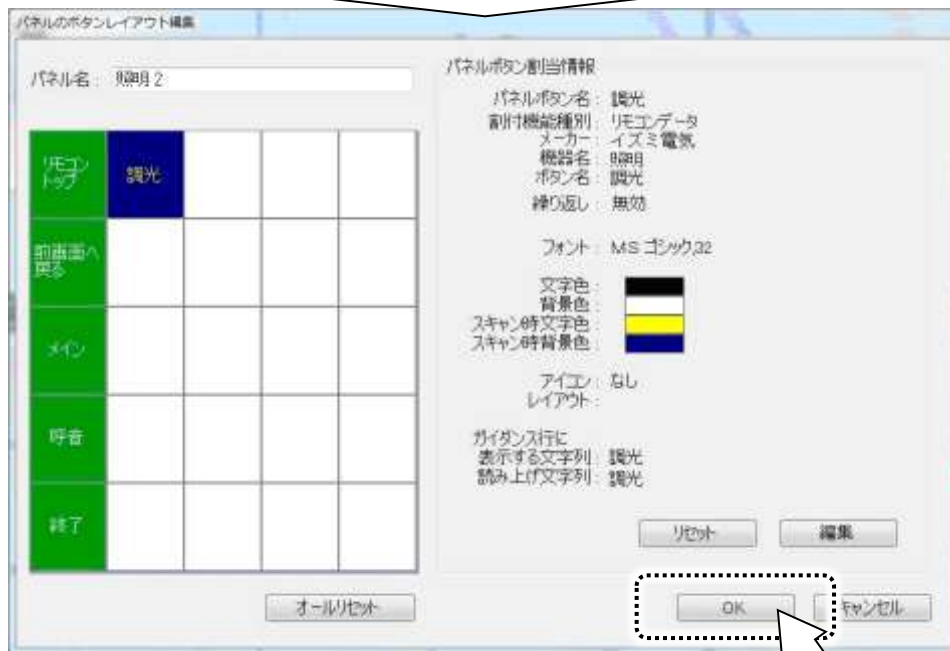 パネルのボタンレイアウト編集
パネル名： 照明２
リモコン
トップ
調光
前画面へ
戻る
メイン
呼音
終了
オールリセット
パネルボタン割当情報
パネルボタン名： 調光
割付機能種別： リモコンデータ
メーカー： イズミ電気
機器名： 照明
ボタン名： 調光
繰り返し： 無効
フォント： ＭＳ ゴシック,32
文字色：
背景色：
スキャン時文字色：
スキャン時背景色：
アイコン： なし
レイアウト：
ガイダンス行に
表示する文字列： 調光
読み上げ文字列： 調光
リセット
編集
OK
キャンセル